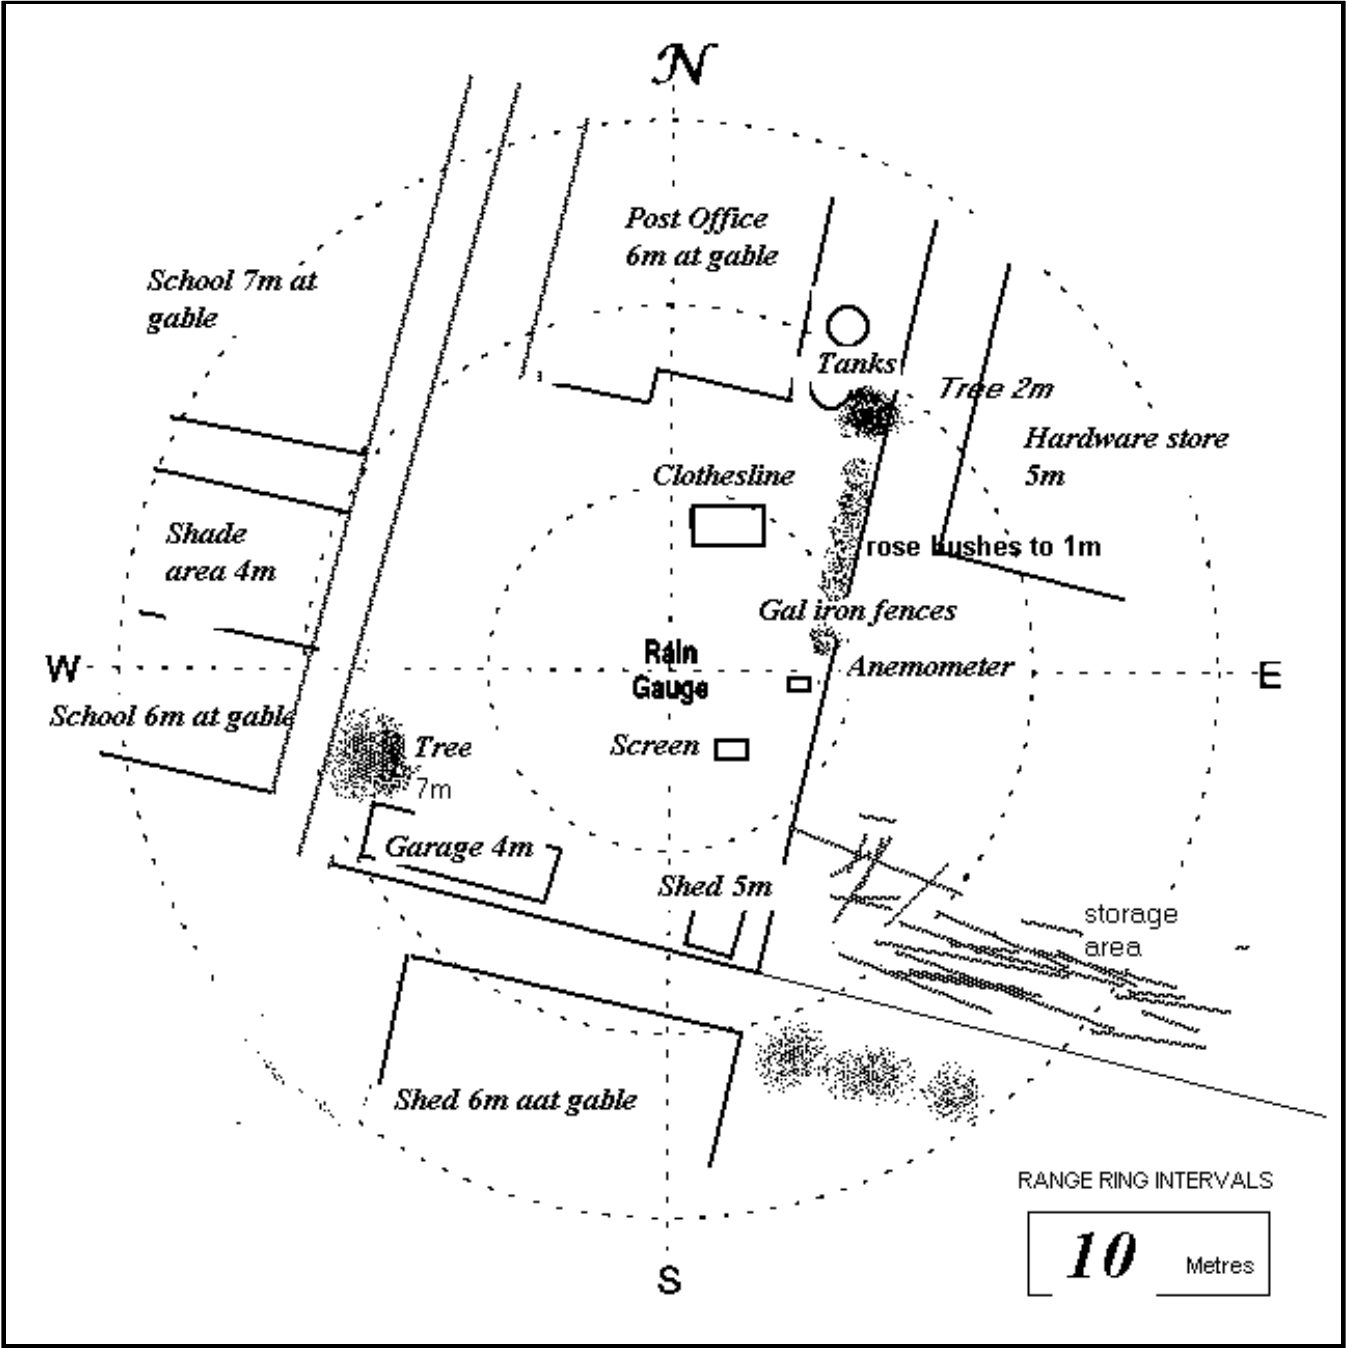 N
Post Office
6m at gable
School 7m at
gable
Tanks
Tree 2m
Hardware store
5m
Clothesline
Shade
area 4m
rose bushes to 1m
Gal iron fences
Rain
Gauge
W
Anemometer
E
School 6m at gable
Screen
Tree
7m
Garage 4m
Shed 5m
storage
area
Shed 6m aat gable
RANGE RING INTERVALS
10 Metres
S